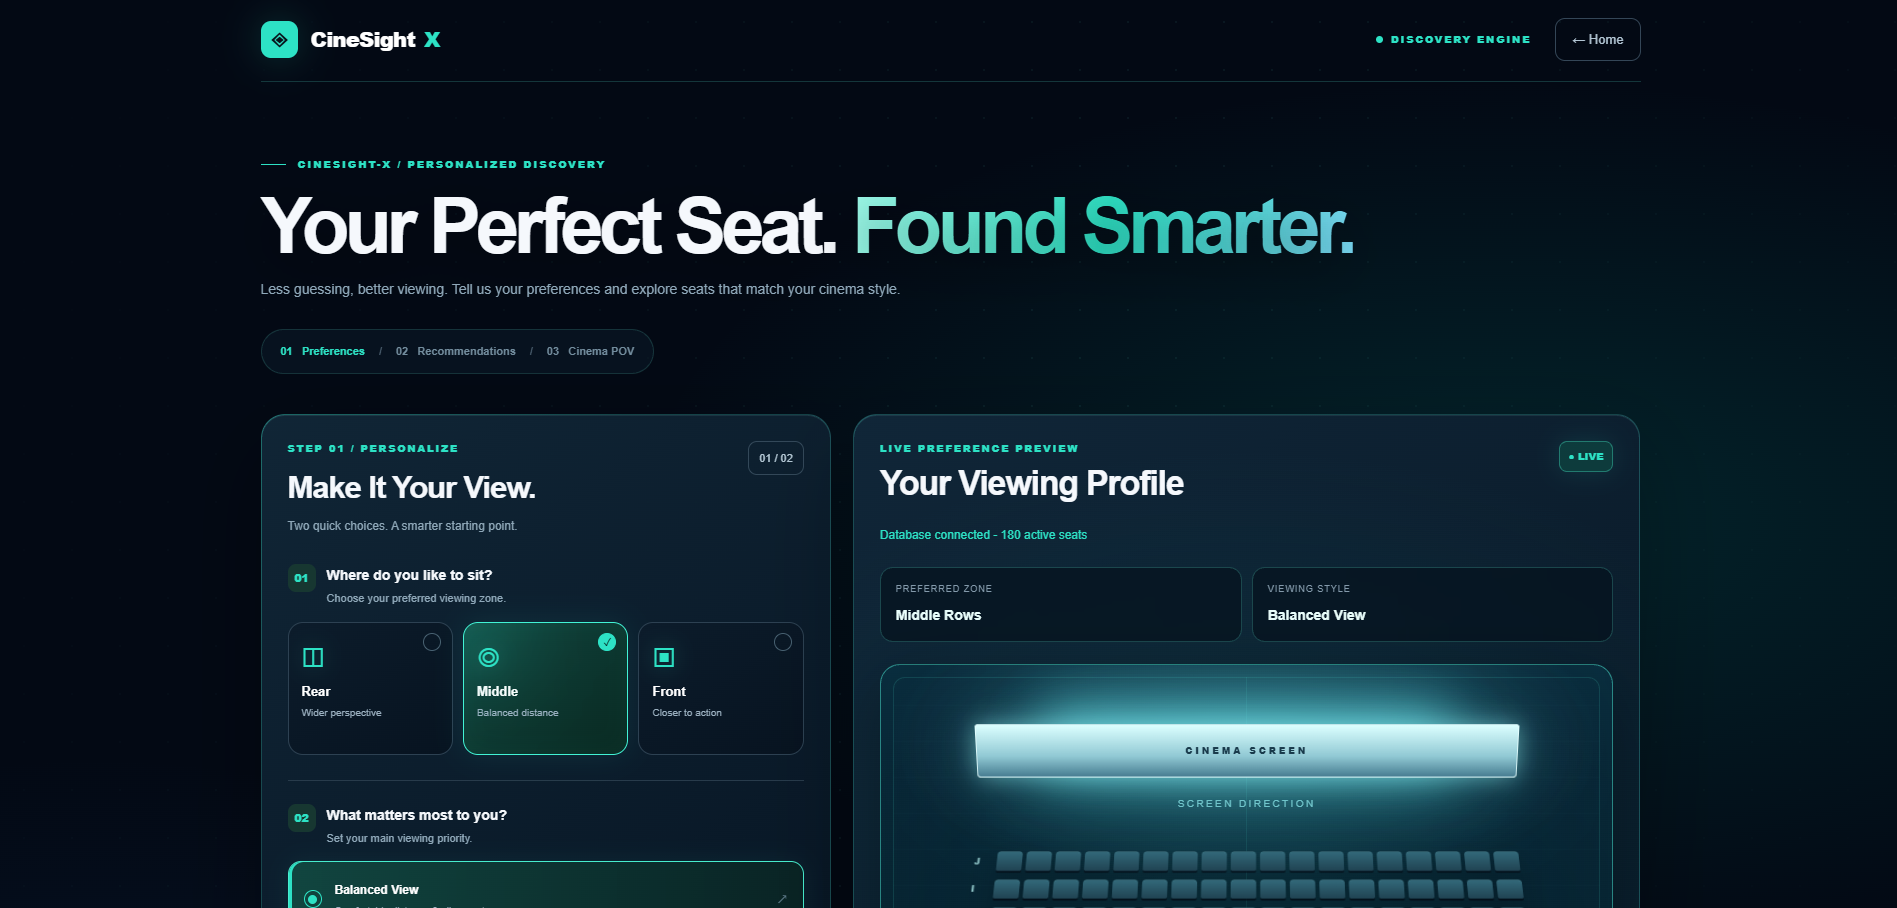 CineSight X
DISCOVERY ENGINE
← Home
CINESIGHT-X / PERSONALIZED DISCOVERY
Your Perfect Seat. Found Smarter.
Less guessing, better viewing. Tell us your preferences and explore seats that match your cinema style.
01 Preferences / 02 Recommendations / 03 Cinema POV
STEP 01 / PERSONALIZE
01 / 02
Make It Your View.
Two quick choices. A smarter starting point.
01 Where do you like to sit?
Choose your preferred viewing zone.
Rear
Wider perspective
Middle
Balanced distance
Front
Closer to action
02 What matters most to you?
Set your main viewing priority.
Balanced View
LIVE PREFERENCE PREVIEW
• LIVE
Your Viewing Profile
Database connected - 180 active seats
PREFERRED ZONE
Middle Rows
VIEWING STYLE
Balanced View
CINEMA SCREEN
SCREEN DIRECTION
J
I